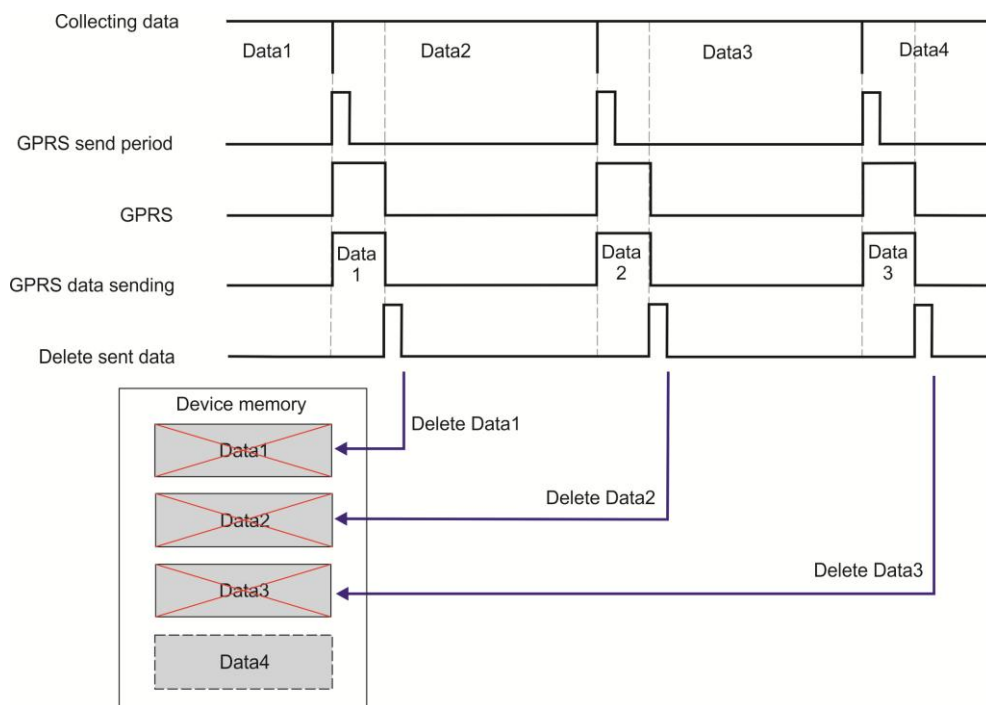 Collecting data
Data1
Data2
Data3
Data4
GPRS send period
GPRS
Data
1
Data
2
Data
3
GPRS data sending
Delete sent data
Device memory
Data1
Delete Data1
Data2
Delete Data2
Data3
Delete Data3
Data4